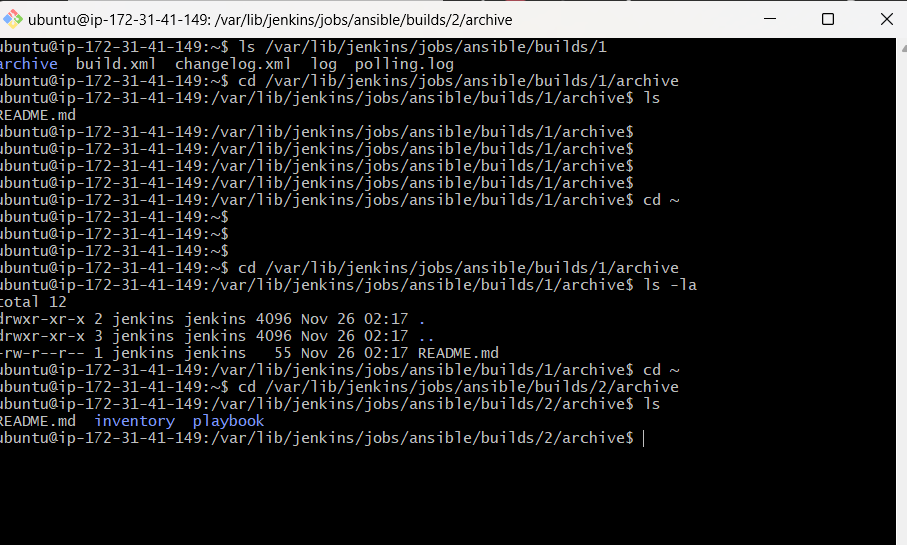 ubuntu@ip-172-31-41-149: /var/lib/jenkins/jobs/ansible/builds/2/archive
ubuntu@ip-172-31-41-149:~$ ls /var/lib/jenkins/jobs/ansible/builds/1
archive  build.xml  changelog.xml  log  polling.log
ubuntu@ip-172-31-41-149:~$ cd /var/lib/jenkins/jobs/ansible/builds/1/archive
ubuntu@ip-172-31-41-149:/var/lib/jenkins/jobs/ansible/builds/1/archive$ ls
README.md
ubuntu@ip-172-31-41-149:/var/lib/jenkins/jobs/ansible/builds/1/archive$
ubuntu@ip-172-31-41-149:/var/lib/jenkins/jobs/ansible/builds/1/archive$
ubuntu@ip-172-31-41-149:/var/lib/jenkins/jobs/ansible/builds/1/archive$
ubuntu@ip-172-31-41-149:/var/lib/jenkins/jobs/ansible/builds/1/archive$
ubuntu@ip-172-31-41-149:/var/lib/jenkins/jobs/ansible/builds/1/archive$ cd ~
ubuntu@ip-172-31-41-149:~$
ubuntu@ip-172-31-41-149:~$
ubuntu@ip-172-31-41-149:~$
ubuntu@ip-172-31-41-149:~$ cd /var/lib/jenkins/jobs/ansible/builds/1/archive
ubuntu@ip-172-31-41-149:/var/lib/jenkins/jobs/ansible/builds/1/archive$ ls -la
total 12
drwxr-xr-x 2 jenkins jenkins 4096 Nov 26 02:17 .
drwxr-xr-x 3 jenkins jenkins 4096 Nov 26 02:17 ..
-rw-r--r-- 1 jenkins jenkins   55 Nov 26 02:17 README.md
ubuntu@ip-172-31-41-149:/var/lib/jenkins/jobs/ansible/builds/1/archive$ cd ~
ubuntu@ip-172-31-41-149:~$ cd /var/lib/jenkins/jobs/ansible/builds/2/archive
ubuntu@ip-172-31-41-149:/var/lib/jenkins/jobs/ansible/builds/2/archive$ ls
README.md  inventory  playbook
ubuntu@ip-172-31-41-149:/var/lib/jenkins/jobs/ansible/builds/2/archive$